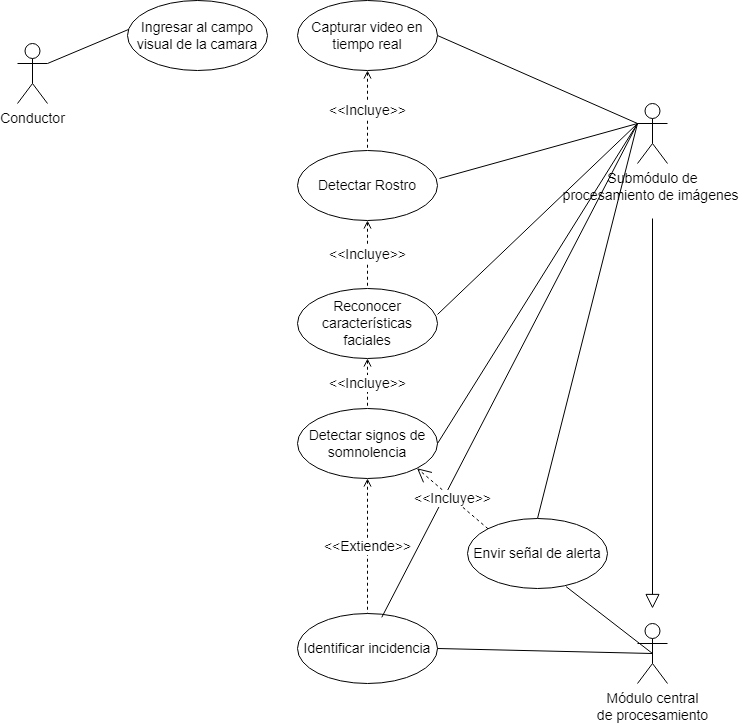 Ingresar al campo
visual de la camara
Capturar video en
tiempo real
Conductor
<<Incluye>>
Detectar Rostro
Submódulo de
procesamiento de imágenes
<<Incluye>>
Reconocer
características
faciales
<<Incluye>>
Detectar signos de
somnolencia
<<Incluye>>
<<Extiende>>
Envir señal de alerta
Identificar incidencia
Módulo central
de procesamiento